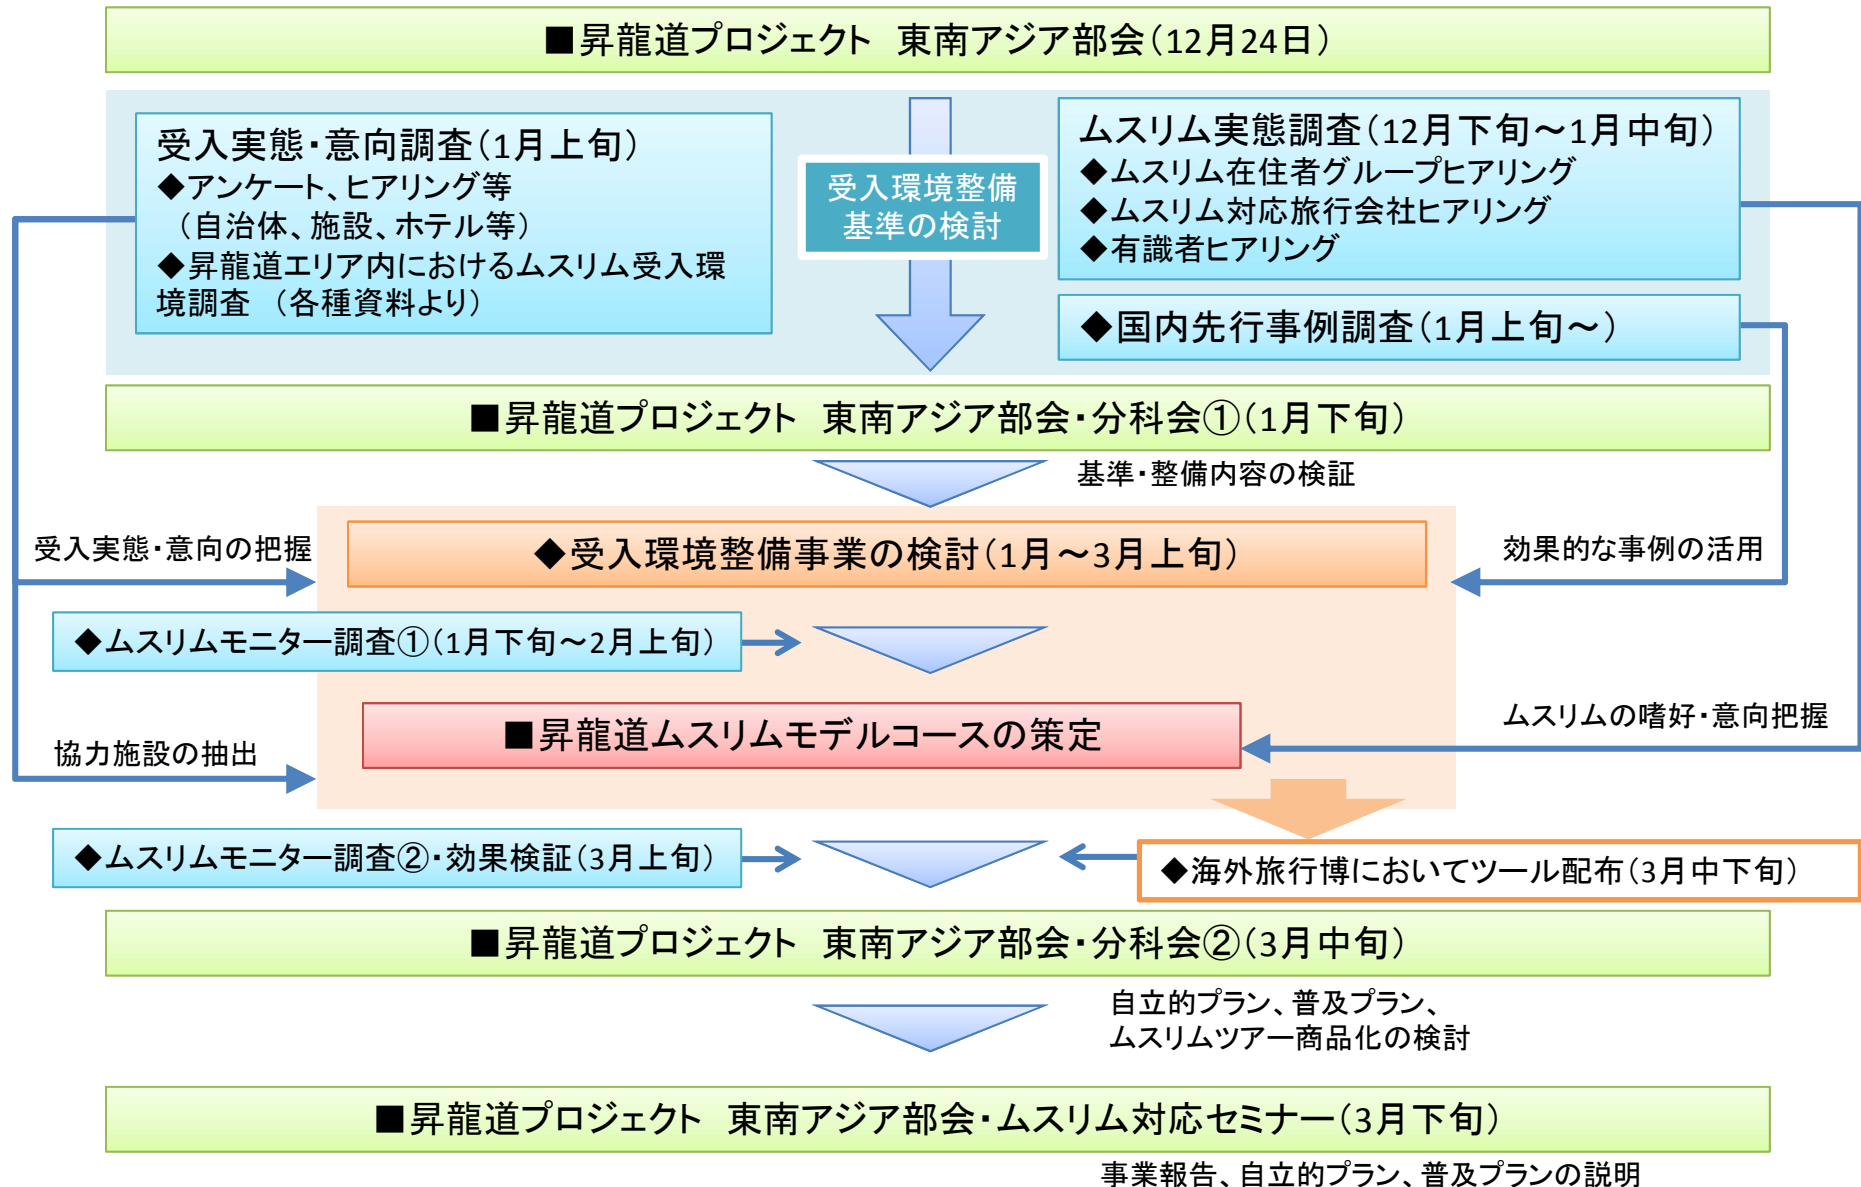 ■昇龍道プロジェクト　東南アジア部会（12月24日）
受入実態・意向調査（1月上旬）
◆アンケート、ヒアリング等
（自治体、施設、ホテル等）
◆昇龍道エリア内におけるムスリム受入環
境調査　（各種資料より）
受入環境整備
基準の検討
ムスリム実態調査（12月下旬～1月中旬）
◆ムスリム在住者グループヒアリング
◆ムスリム対応旅行会社ヒアリング
◆有識者ヒアリング
◆国内先行事例調査（1月上旬～）
■昇龍道プロジェクト　東南アジア部会・分科会①（1月下旬）
基準・整備内容の検証
受入実態・意向の把握
◆受入環境整備事業の検討（1月～3月上旬）
効果的な事例の活用
◆ムスリムモニター調査①（1月下旬～2月上旬）
■昇龍道ムスリムモデルコースの策定
ムスリムの嗜好・意向把握
協力施設の抽出
◆ムスリムモニター調査②・効果検証（3月上旬）
◆海外旅行博においてツール配布（3月中下旬）
■昇龍道プロジェクト　東南アジア部会・分科会②（3月中旬）
自立的プラン、普及プラン、
ムスリムツアー商品化の検討
■昇龍道プロジェクト　東南アジア部会・ムスリム対応セミナー（3月下旬）
事業報告、自立的プラン、普及プランの説明